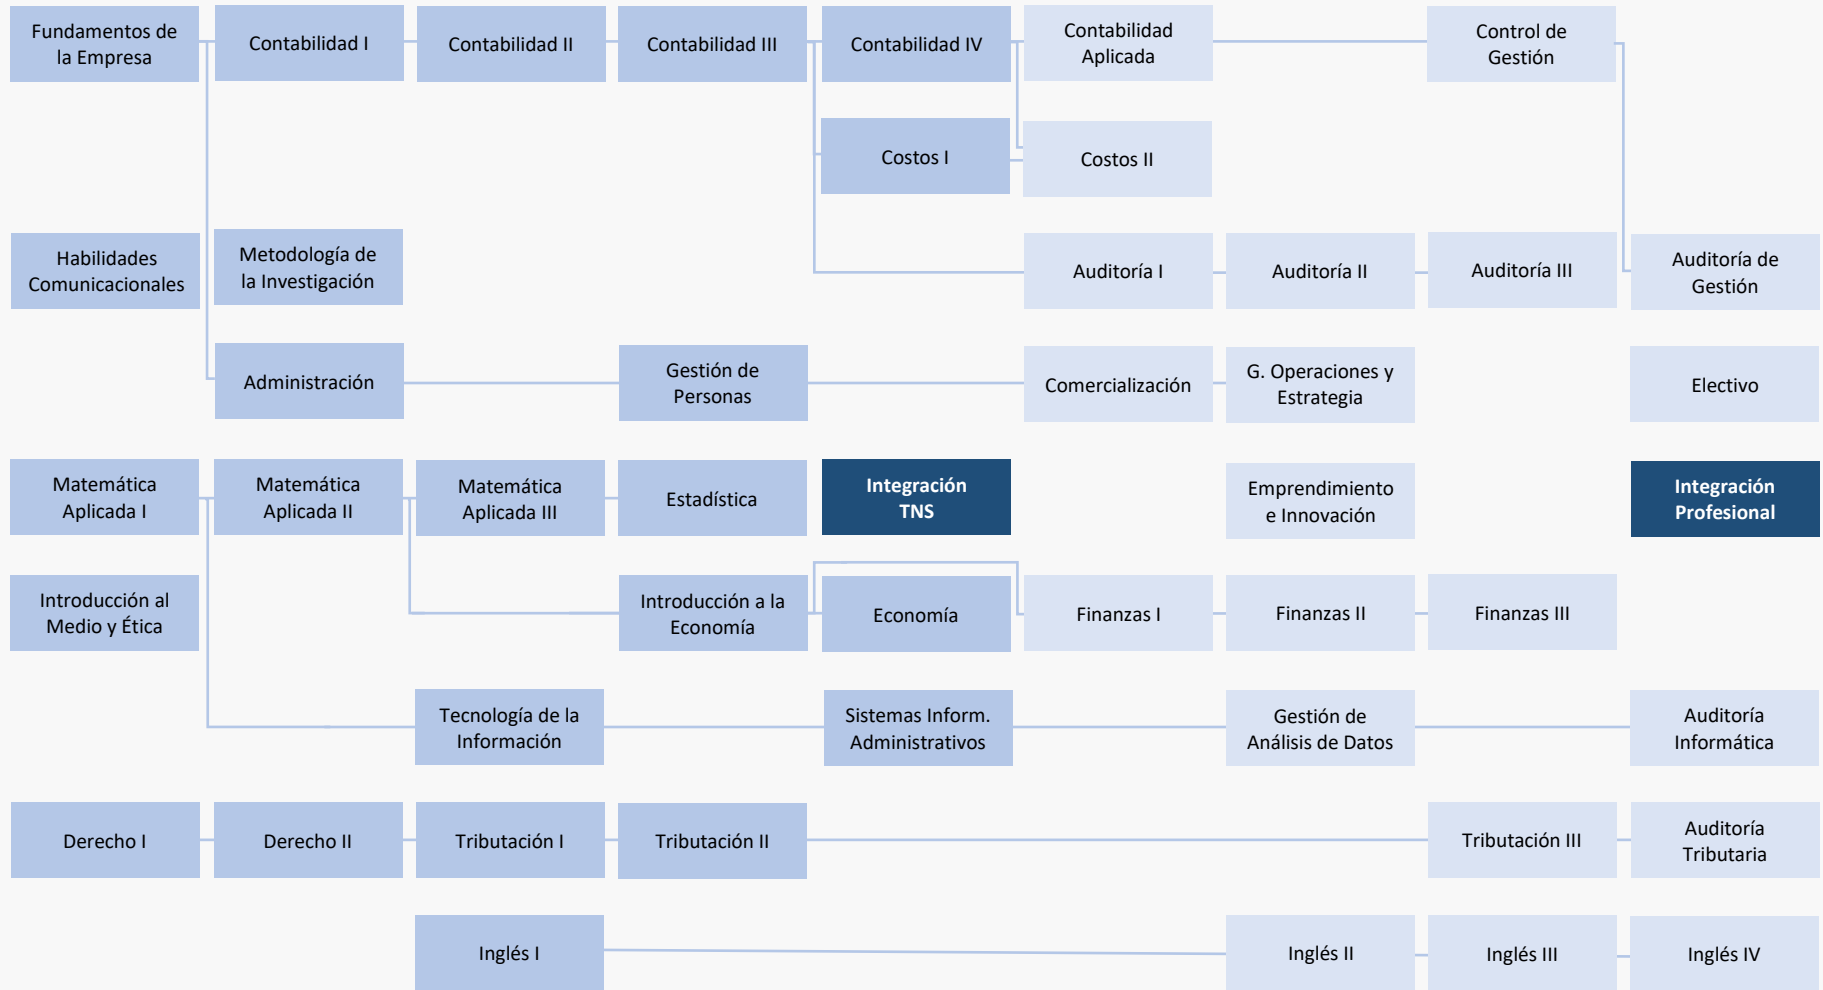 Fundamentos de
la Empresa
Contabilidad I
Contabilidad II
Contabilidad III
Contabilidad IV
Contabilidad
Aplicada
Control de
Gestión
Costos I
Costos II
Habilidades
Comunicacionales
Metodología de
la Investigación
Auditoría I
Auditoría II
Auditoría III
Auditoría de
Gestión
Administración
Gestión de
Personas
Comercialización
G. Operaciones y
Estrategia
Electivo
Matemática
Aplicada I
Matemática
Aplicada II
Matemática
Aplicada III
Estadística
Integración
TNS
Emprendimiento
e Innovación
Integración
Profesional
Introducción al
Medio y Ética
Introducción a la
Economía
Economía
Finanzas I
Finanzas II
Finanzas III
Tecnología de la
Información
Sistemas Inform.
Administrativos
Gestión de
Análisis de Datos
Auditoría
Informática
Derecho I
Derecho II
Tributación I
Tributación II
Tributación III
Auditoría
Tributaria
Inglés I
Inglés II
Inglés III
Inglés IV